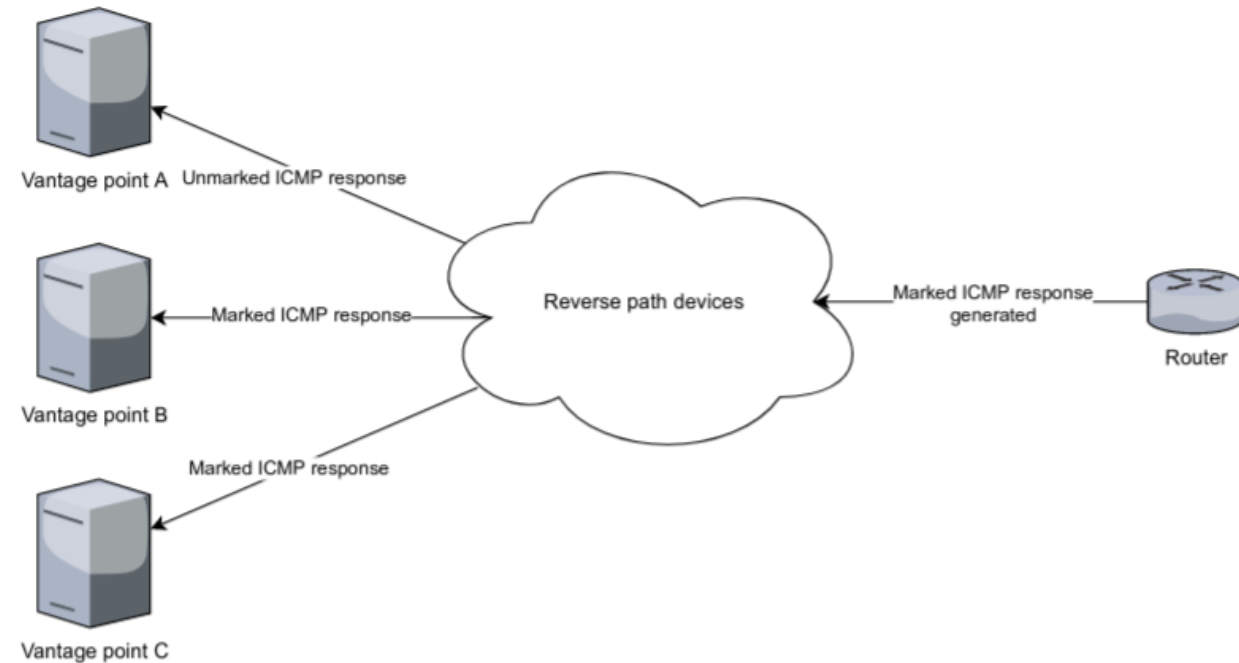 Vantage point A
Unmarked ICMP response
Vantage point B
Marked ICMP response
Vantage point C
Marked ICMP response
Reverse path devices
Marked ICMP response
generated
Router